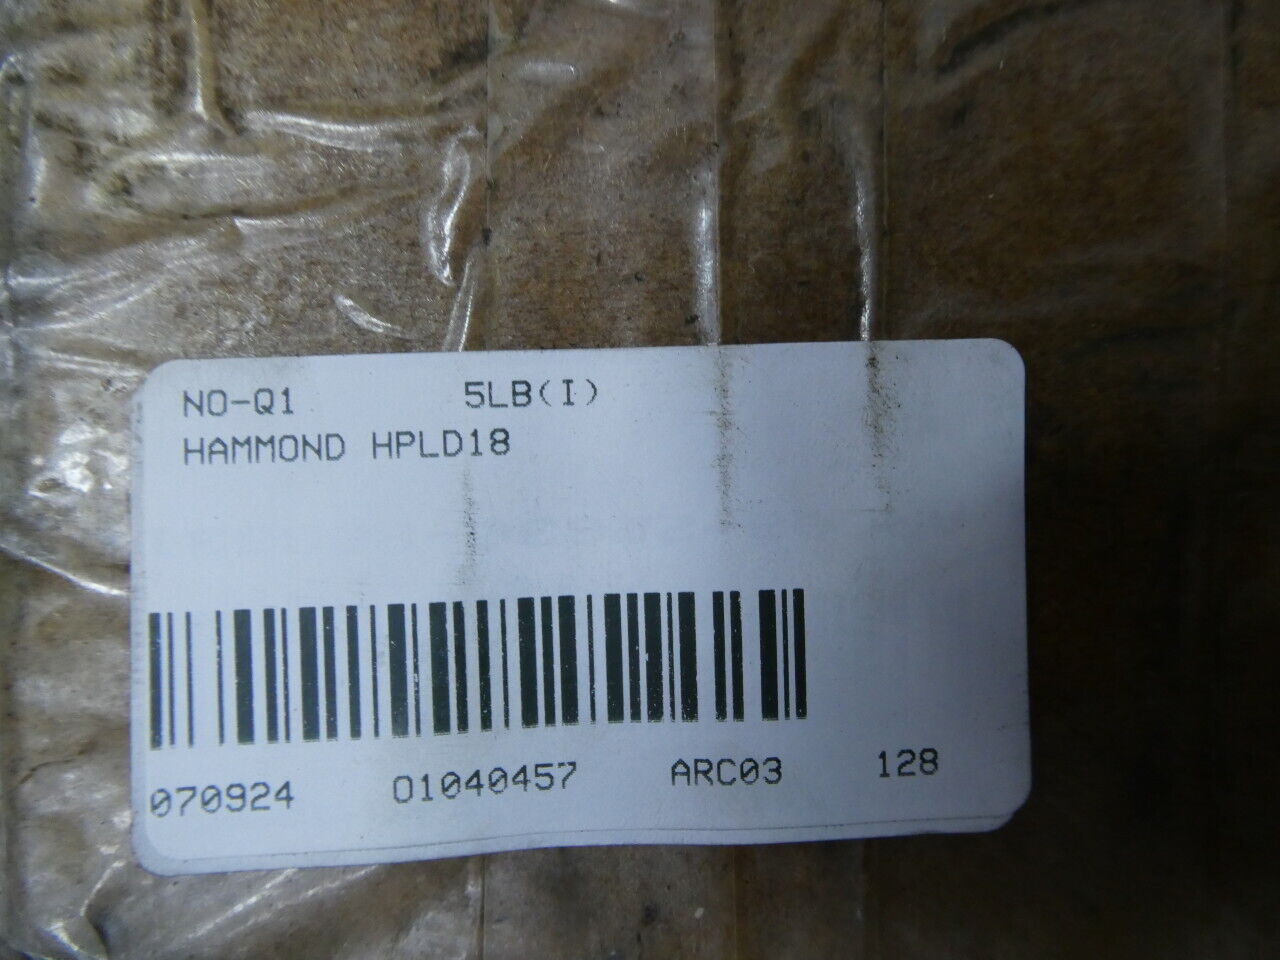 NO-Q1 5LB(I)
HAMMOND HPLD18
070924 01040457 ARC03 128